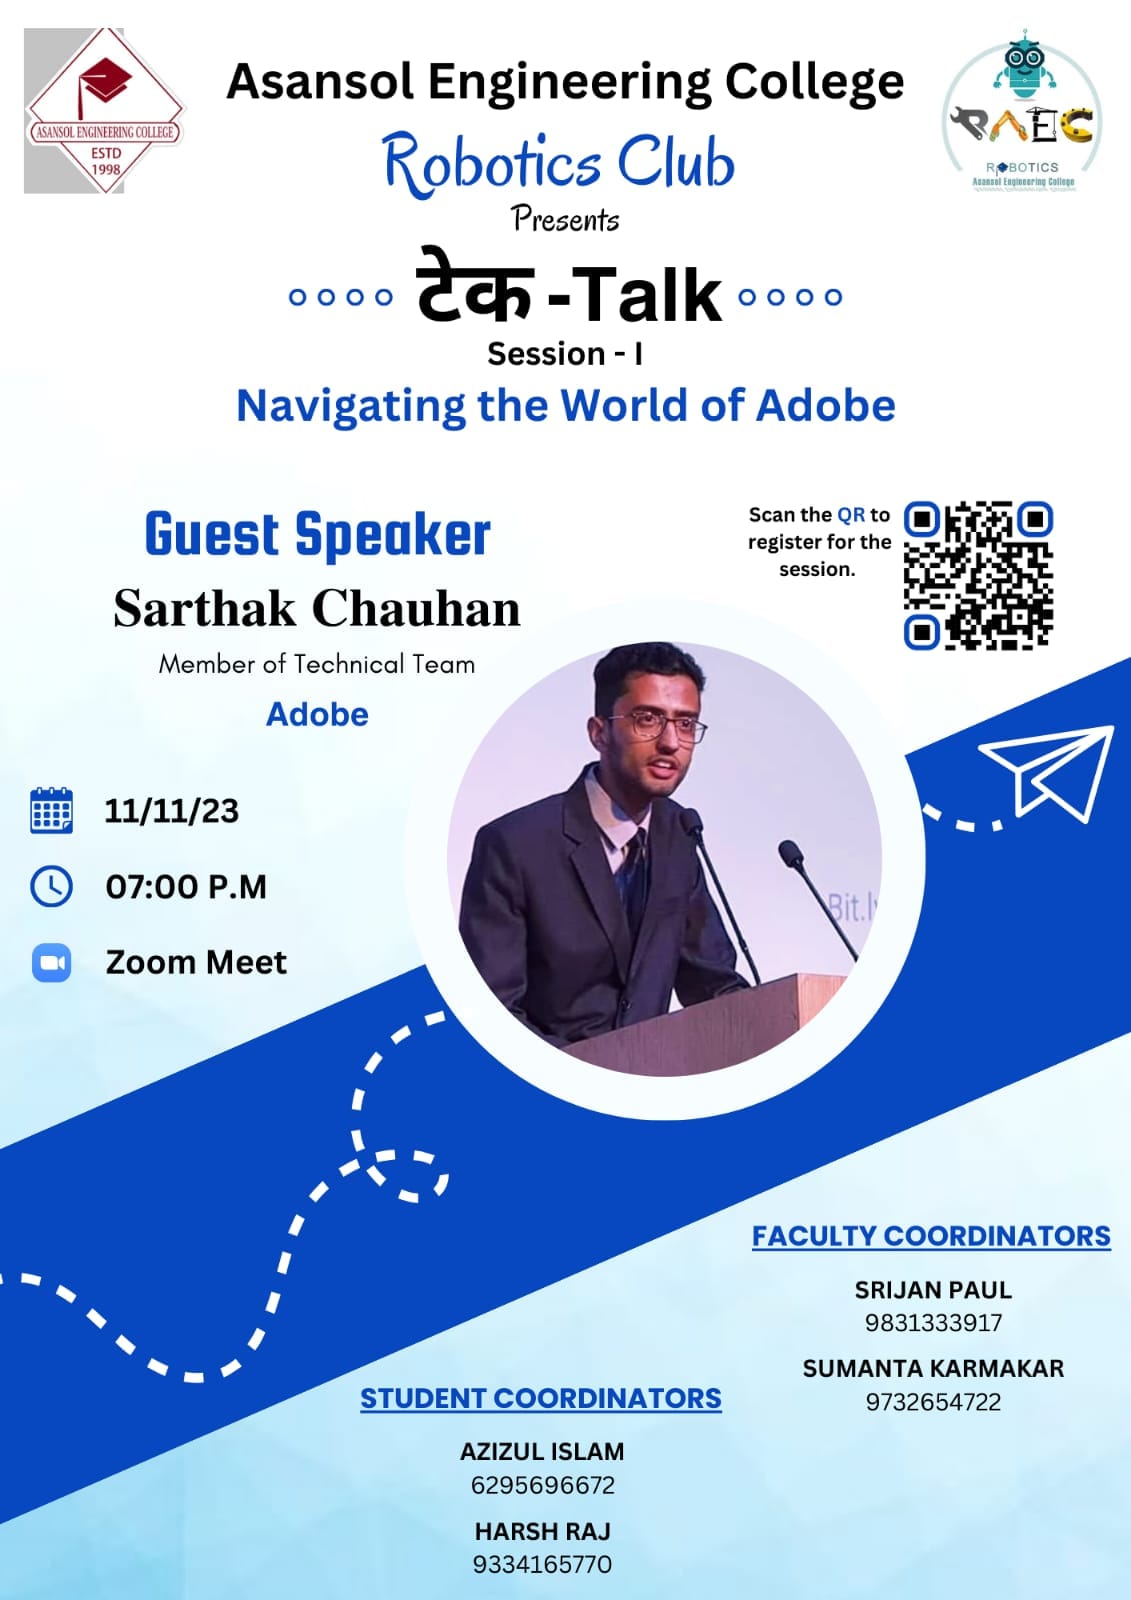 ASANSOL ENGINEERING COLLEGE
ESTD
1998
Asansol Engineering College
Robotics Club
Presents
RAEC
ROBOTICS
Asansol Engineering College
टेक -Talk
Session - I
Navigating the World of Adobe
Guest Speaker
Sarthak Chauhan
Member of Technical Team
Adobe
Scan the QR to
register for the
session.
11/11/23
07:00 P.M
Zoom Meet
Bit.ly
FACULTY COORDINATORS
SRIJAN PAUL
9831333917
SUMANTA KARMAKAR
9732654722
STUDENT COORDINATORS
AZIZUL ISLAM
6295696672
HARSH RAJ
9334165770